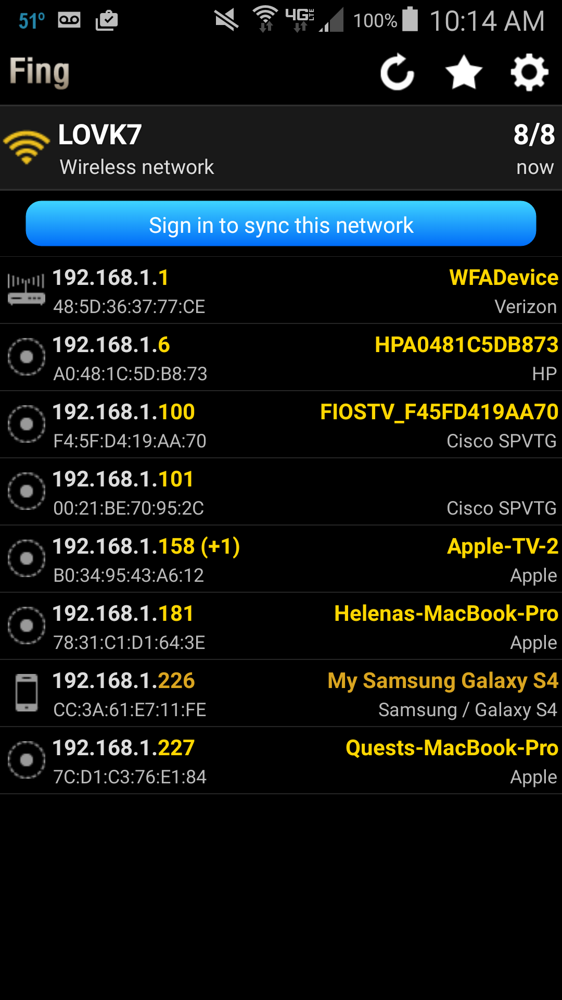 51° 4G LTE 100% 10:14 AM
Fing
LOVK7 8/8
Wireless network now
Sign in to sync this network
192.168.1.1 WFADevice
48:5D:36:37:77:CE Verizon
192.168.1.6 HPA0481C5DB873
A0:48:1C:5D:B8:73 HP
192.168.1.100 FIOSTV_F45FD419AA70
F4:5F:D4:19:AA:70 Cisco SPVTG
192.168.1.101
00:21:BE:70:95:2C Cisco SPVTG
192.168.1.158 (+1) Apple-TV-2
B0:34:95:43:A6:12 Apple
192.168.1.181 Helenas-MacBook-Pro
78:31:C1:D1:64:3E Apple
192.168.1.226 My Samsung Galaxy S4
CC:3A:61:E7:11:FE Samsung / Galaxy S4
192.168.1.227 Quests-MacBook-Pro
7C:D1:C3:76:E1:84 Apple